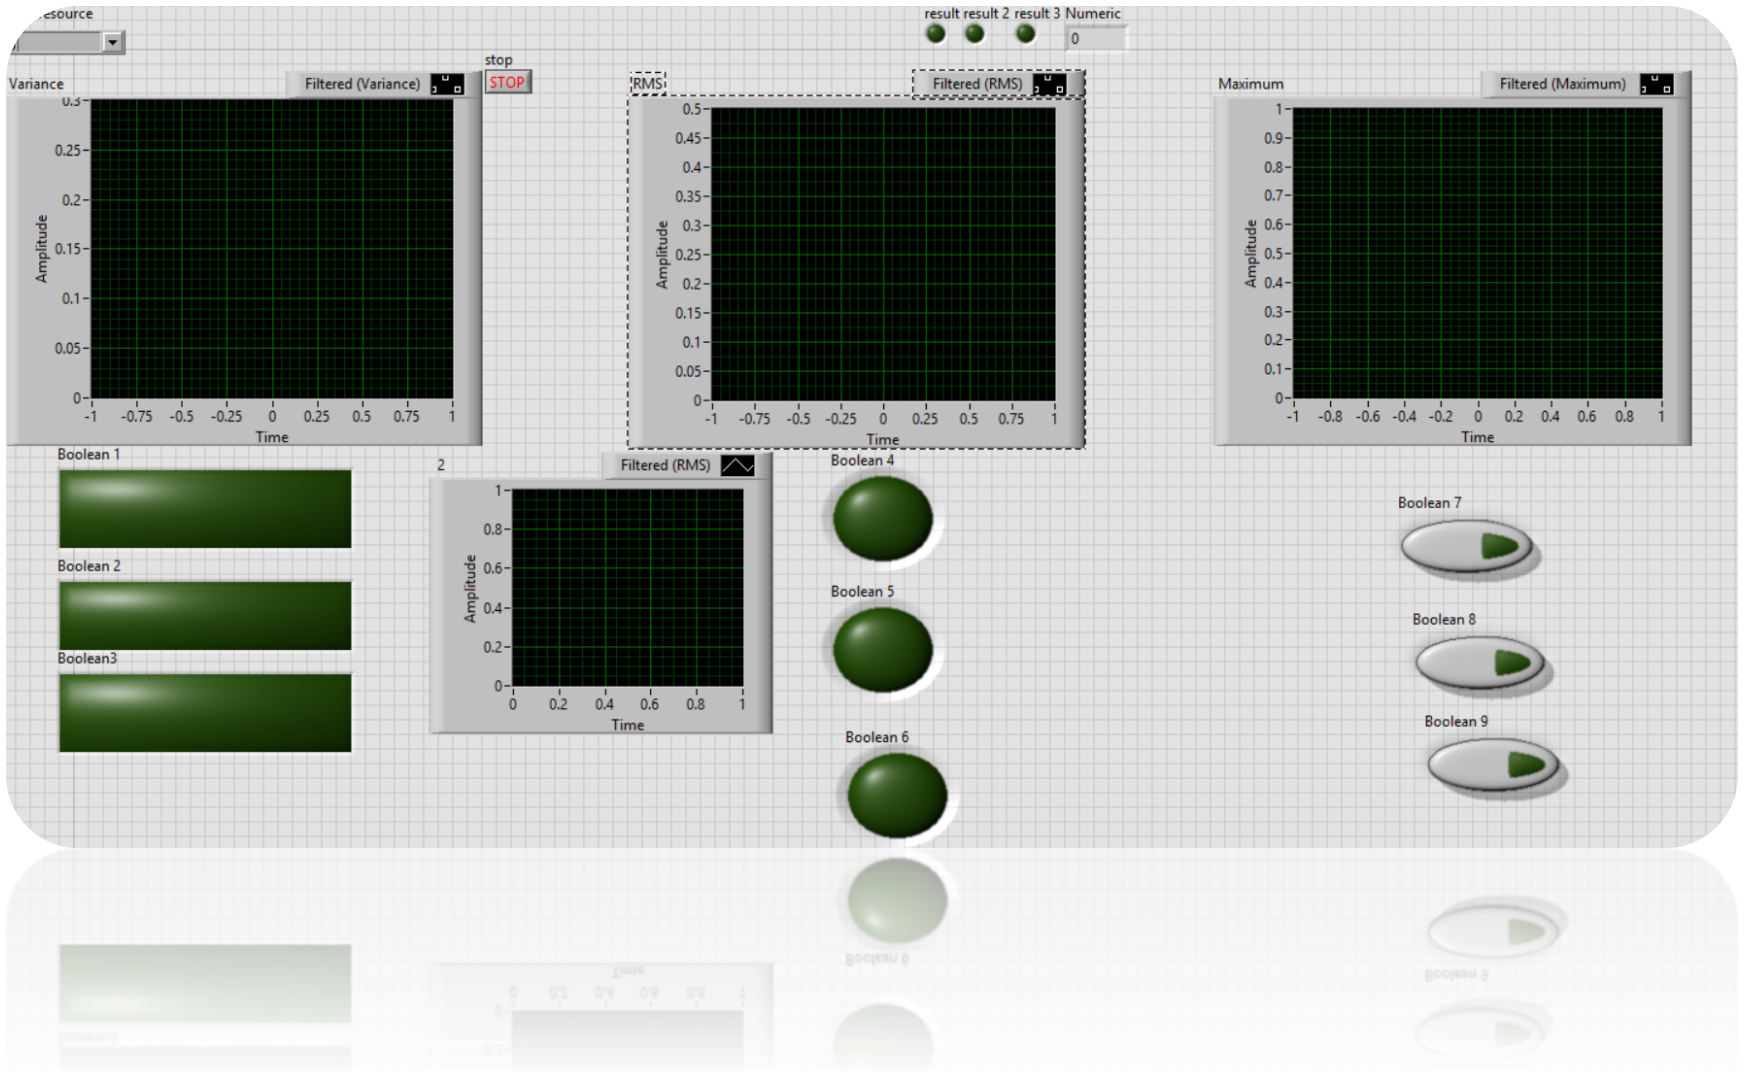 esource
result result 2 result 3 Numeric
0
stop
STOP
Variance
Filtered (Variance)
0.3
0.25
0.2
0.15
0.1
0.05
0
Amplitude
-1 -0.75 -0.5 -0.25 0 0.25 0.5 0.75 1
Time
RMS
Filtered (RMS)
0.5
0.45
0.4
0.35
0.3
0.25
0.2
0.15
0.1
0.05
0
Amplitude
-1 -0.75 -0.5 -0.25 0 0.25 0.5 0.75 1
Time
Maximum
Filtered (Maximum)
1
0.9
0.8
0.7
0.6
0.5
0.4
0.3
0.2
0.1
0
Amplitude
-1 -0.8 -0.6 -0.4 -0.2 0 0.2 0.4 0.6 0.8 1
Time
Boolean 1
Boolean 2
Boolean3
2
Filtered (RMS)
1
0.8
0.6
0.4
0.2
0
Amplitude
0 0.2 0.4 0.6 0.8 1
Time
Boolean 4
Boolean 5
Boolean 6
Boolean 7
Boolean 8
Boolean 9